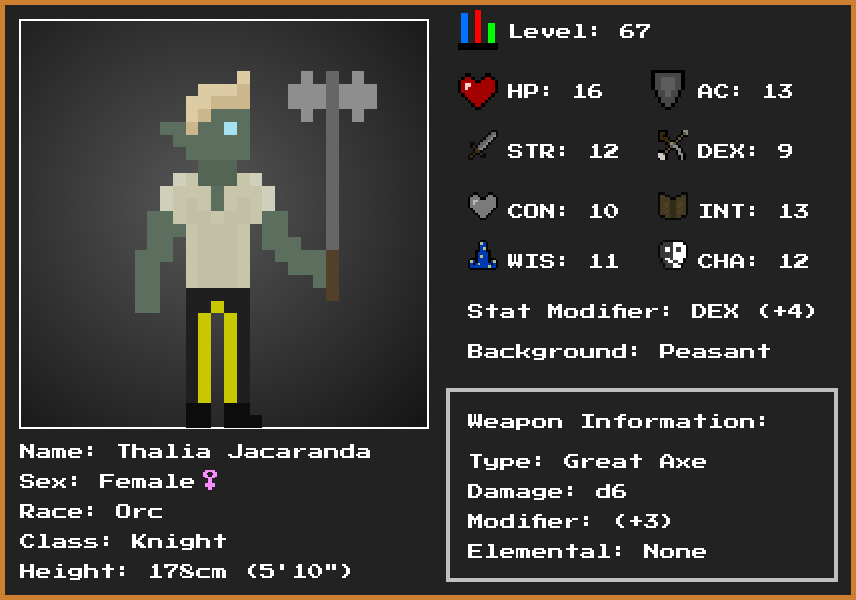 Level: 67
HP: 16 AC: 13
STR: 12 DEX: 9
CON: 10 INT: 13
WIS: 11 CHA: 12
Stat Modifier: DEX (+4)
Background: Peasant
Weapon Information:
Type: Great Axe
Damage: d6
Modifier: (+3)
Elemental: None
Name: Thalia Jacaranda
Sex: Female♀
Race: Orc
Class: Knight
Height: 178cm (5'10")